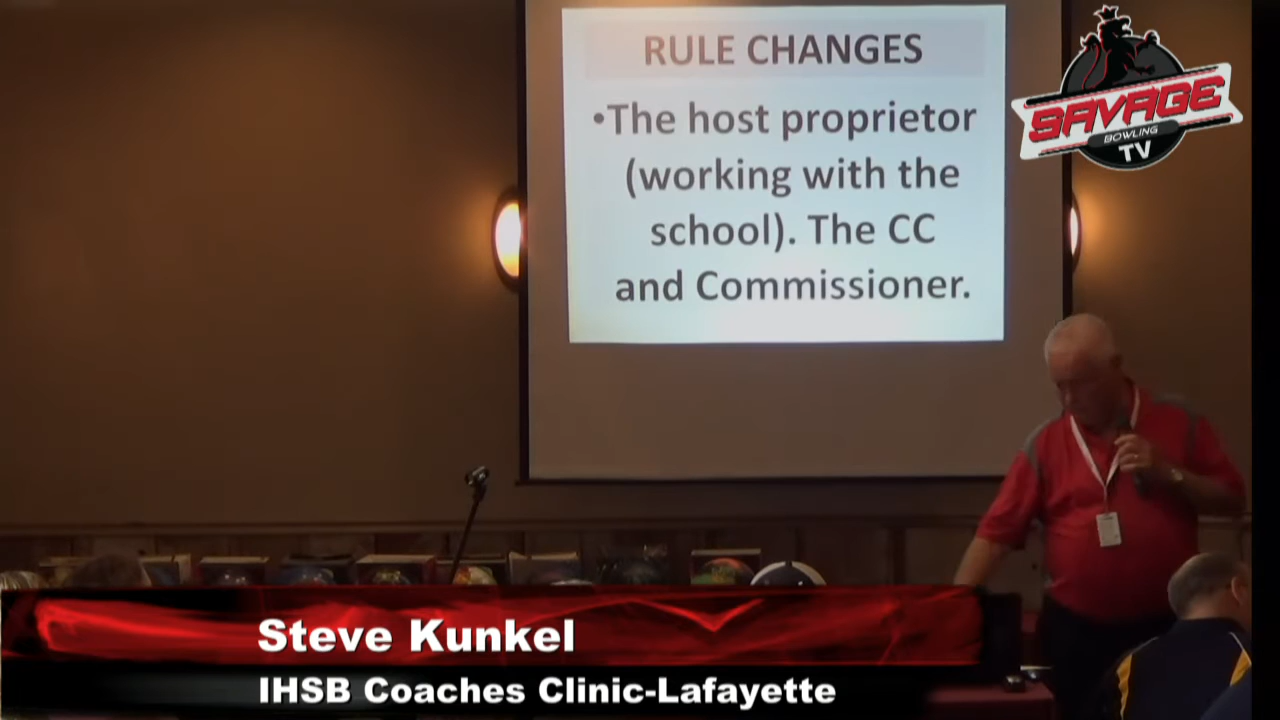 RULE CHANGES
•The host proprietor
(working with the
school). The CC
and Commissioner.
SAVAGE
BOWLING
TV
Steve Kunkel
IHSB Coaches Clinic-Lafayette